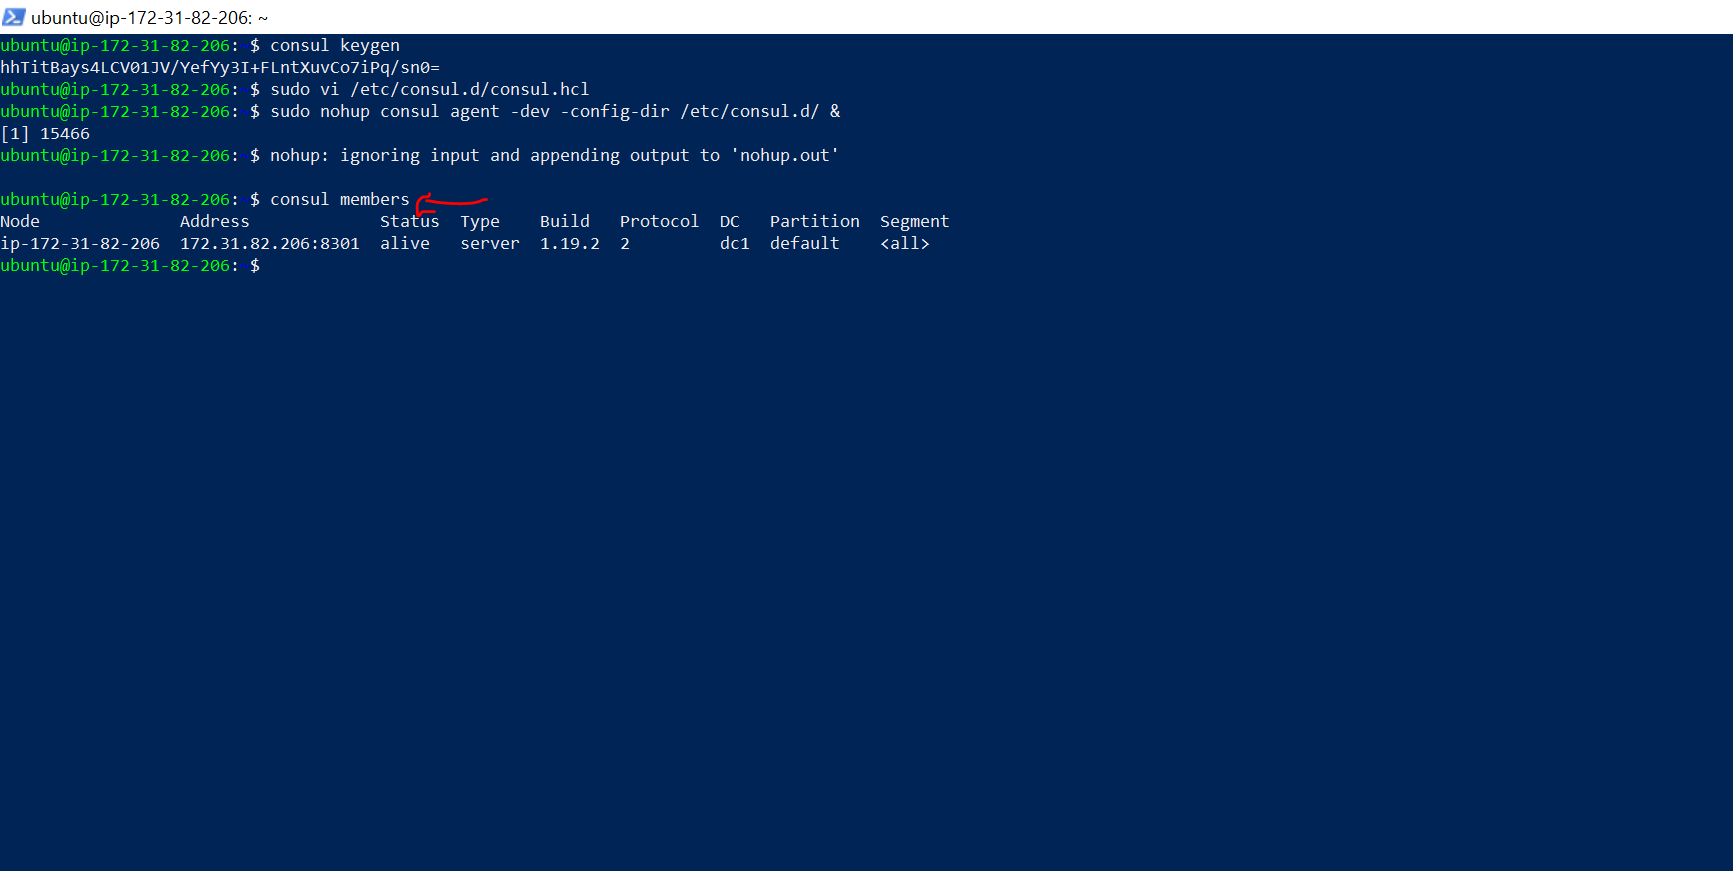 ubuntu@ip-172-31-82-206: ~
ubuntu@ip-172-31-82-206:~$ consul keygen
hhTitBays4LCV01JV/YefYy3I+FLntXuvCo7iPq/sn0=
ubuntu@ip-172-31-82-206:~$ sudo vi /etc/consul.d/consul.hcl
ubuntu@ip-172-31-82-206:~$ sudo nohup consul agent -dev -config-dir /etc/consul.d/ &
[1] 15466
ubuntu@ip-172-31-82-206:~$ nohup: ignoring input and appending output to 'nohup.out'
ubuntu@ip-172-31-82-206:~$ consul members
Node Address Status Type Build Protocol DC Partition Segment
ip-172-31-82-206 172.31.82.206:8301 alive server 1.19.2 2 dc1 default <all>
ubuntu@ip-172-31-82-206:~$